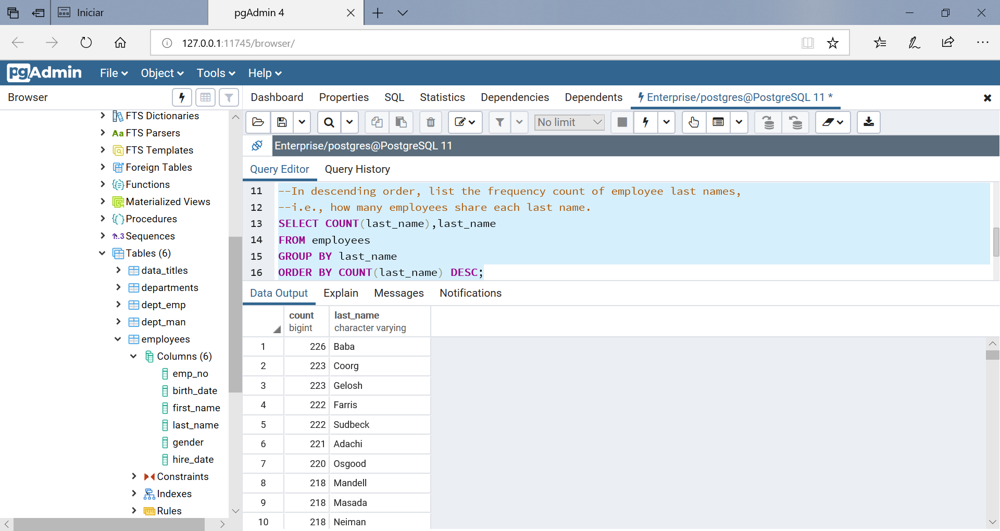 Iniciar
pgAdmin 4
127.0.0.1:11745/browser/
pgAdmin File Object Tools Help
Browser
Dashboard Properties SQL Statistics Dependencies Dependents Enterprise/postgres@PostgreSQL 11 *
FTS Dictionaries
Aa FTS Parsers
FTS Templates
Foreign Tables
Functions
Materialized Views
Procedures
1..3 Sequences
Tables (6)
data_titles
departments
dept_emp
dept_man
employees
Columns (6)
emp_no
birth_date
first_name
last_name
gender
hire_date
Constraints
Indexes
Rules
No limit
Enterprise/postgres@PostgreSQL 11
Query Editor Query History
11 --In descending order, list the frequency count of employee last names,
12 --i.e., how many employees share each last name.
13 SELECT COUNT(last_name),last_name
14 FROM employees
15 GROUP BY last_name
16 ORDER BY COUNT(last_name) DESC;
Data Output Explain Messages Notifications
count last_name
bigint character varying
1 226 Baba
2 223 Coorg
3 223 Gelosh
4 222 Farris
5 222 Sudbeck
6 221 Adachi
7 220 Osgood
8 218 Mandell
9 218 Masada
10 218 Neiman